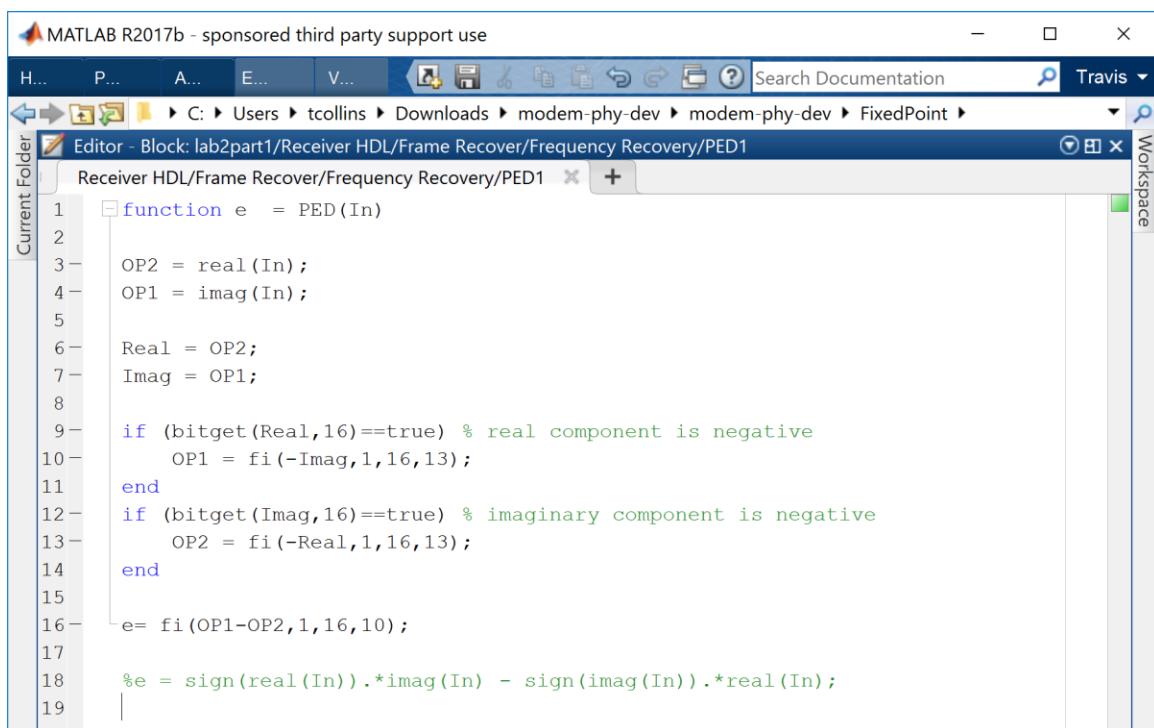 MATLAB R2017b - sponsored third party support use
H... P... A... E... V... Search Documentation Travis
C: Users tcollins Downloads modem-phy-dev modem-phy-dev FixedPoint
Current Folder
Editor - Block: lab2part1/Receiver HDL/Frame Recover/Frequency Recovery/PED1
Workspace
Receiver HDL/Frame Recover/Frequency Recovery/PED1
1 function e  = PED(In)
2
3 OP2 = real(In);
4 OP1 = imag(In);
5
6 Real = OP2;
7 Imag = OP1;
8
9 if (bitget(Real,16)==true) % real component is negative
10     OP1 = fi(-Imag,1,16,13);
11 end
12 if (bitget(Imag,16)==true) % imaginary component is negative
13     OP2 = fi(-Real,1,16,13);
14 end
15
16 e= fi(OP1-OP2,1,16,10);
17
18 %e = sign(real(In)).*imag(In) - sign(imag(In)).*real(In);
19